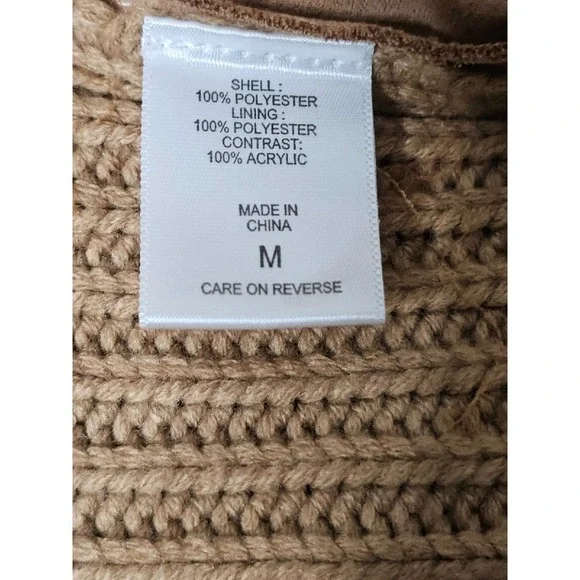 SHELL :
100% POLYESTER
LINING :
100% POLYESTER
CONTRAST:
100% ACRYLIC
MADE IN
CHINA
M
CARE ON REVERSE